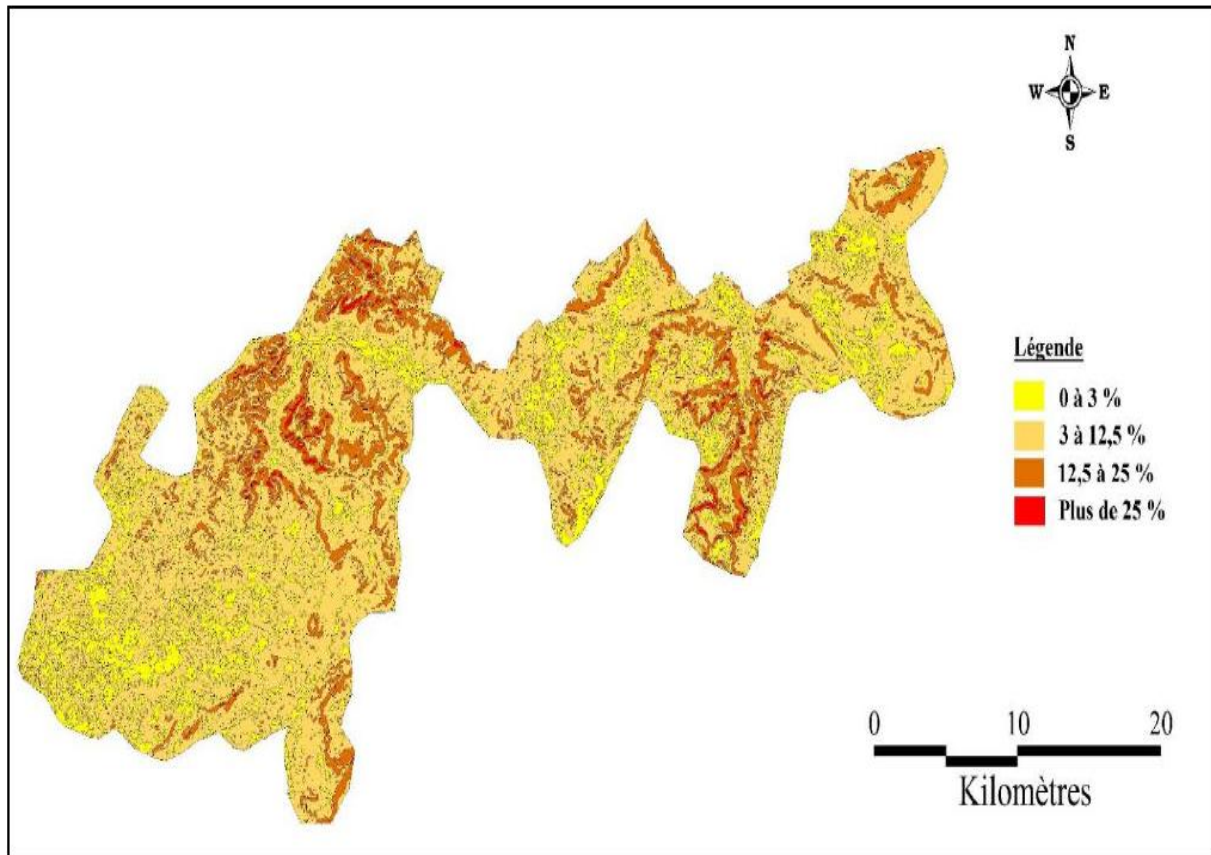 N
W E
S
Légende
0 à 3 %
3 à 12,5 %
12,5 à 25 %
Plus de 25 %
0 10 20
Kilomètres